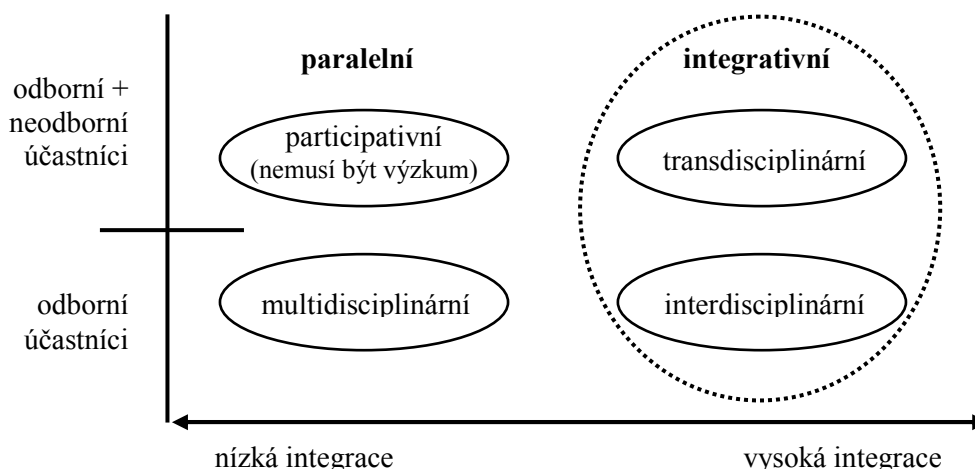 paralelní
integrativní
odborní +
neodborní
účastníci
participativní
(nemusí být výzkum)
transdisciplinární
odborní
účastníci
multidisciplinární
interdisciplinární
nízká integrace
vysoká integrace